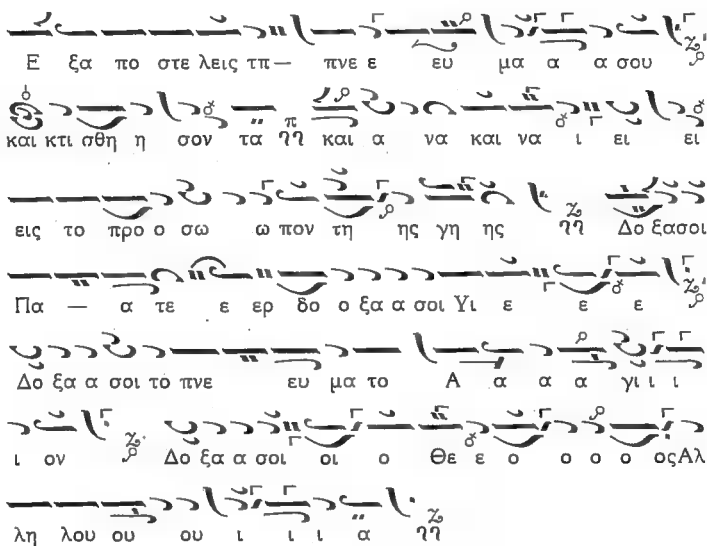 Ε ξα πο στε λεις τπ— πνε ε ευ μα α α σου
και κτι σθη η σον τα και α να και να ι ει ει
εις το προ ο σω ω πον τη ης γη ης Δο ξασοι
Πα — α τε ε ερ δο ο ξα α σοι Υι ε ε ε
Δο ξα α σοι το πνε ευ μα το Α α α α γι ι ι
ι ον Δο ξα α σοι οι ο Θε ε ο ο ο ο οςΑλ
λη λου ου ου ι ι ι α